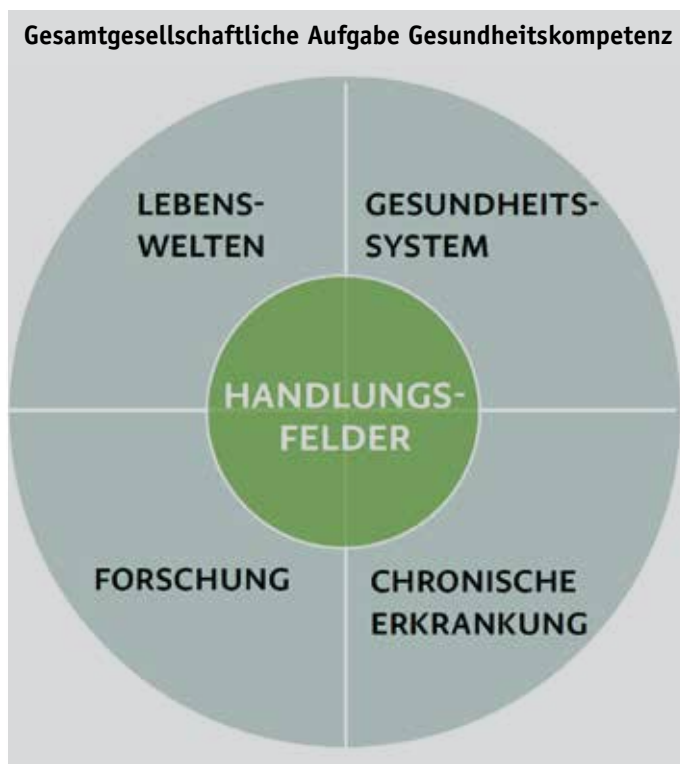 Gesamtgesellschaftliche Aufgabe Gesundheitskompetenz
LEBENS-
WELTEN
GESUNDHEITS-
SYSTEM
HANDLUNGS-
FELDER
FORSCHUNG
CHRONISCHE
ERKRANKUNG